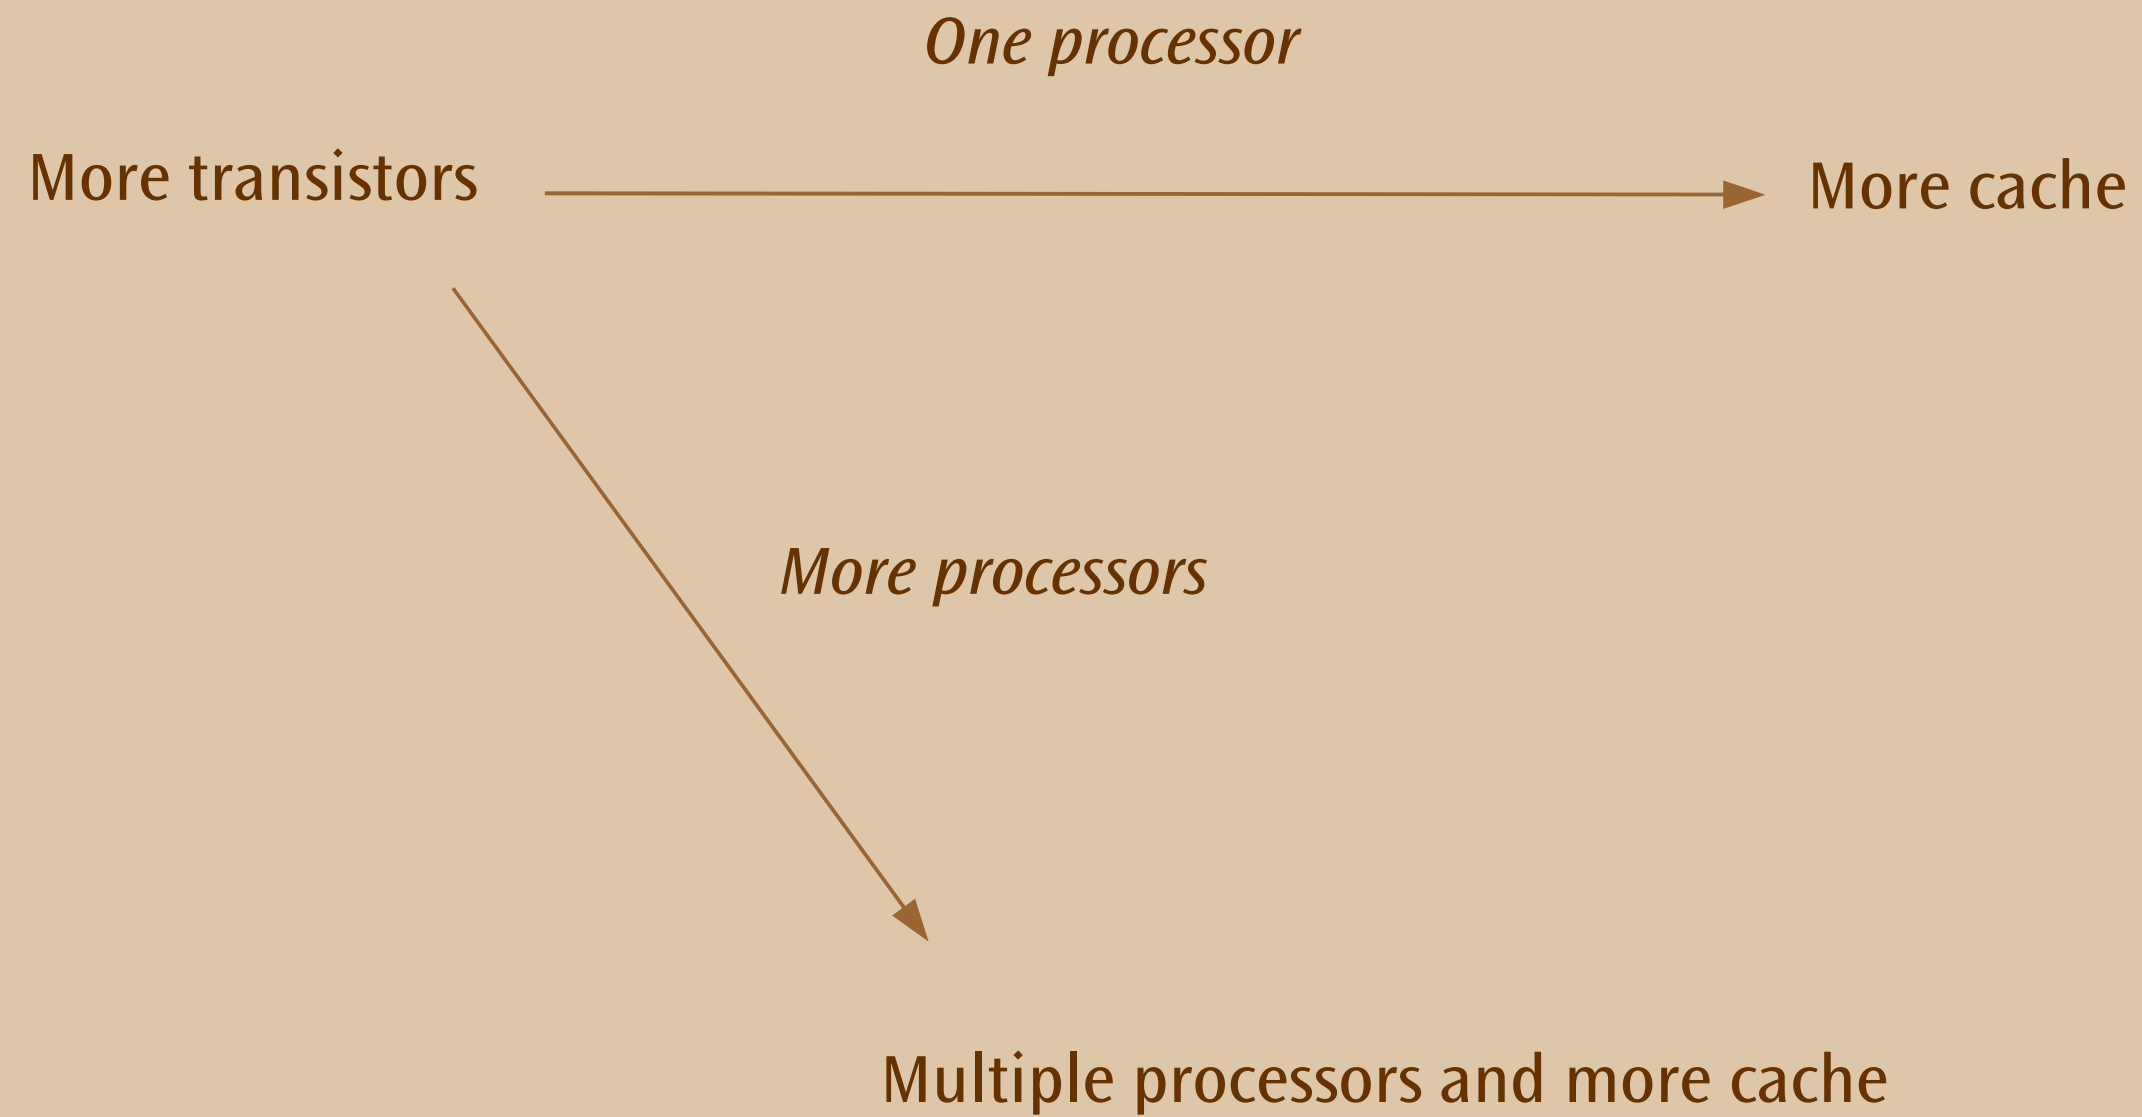 One processor
More transistors
More cache
More processors
Multiple processors and more cache